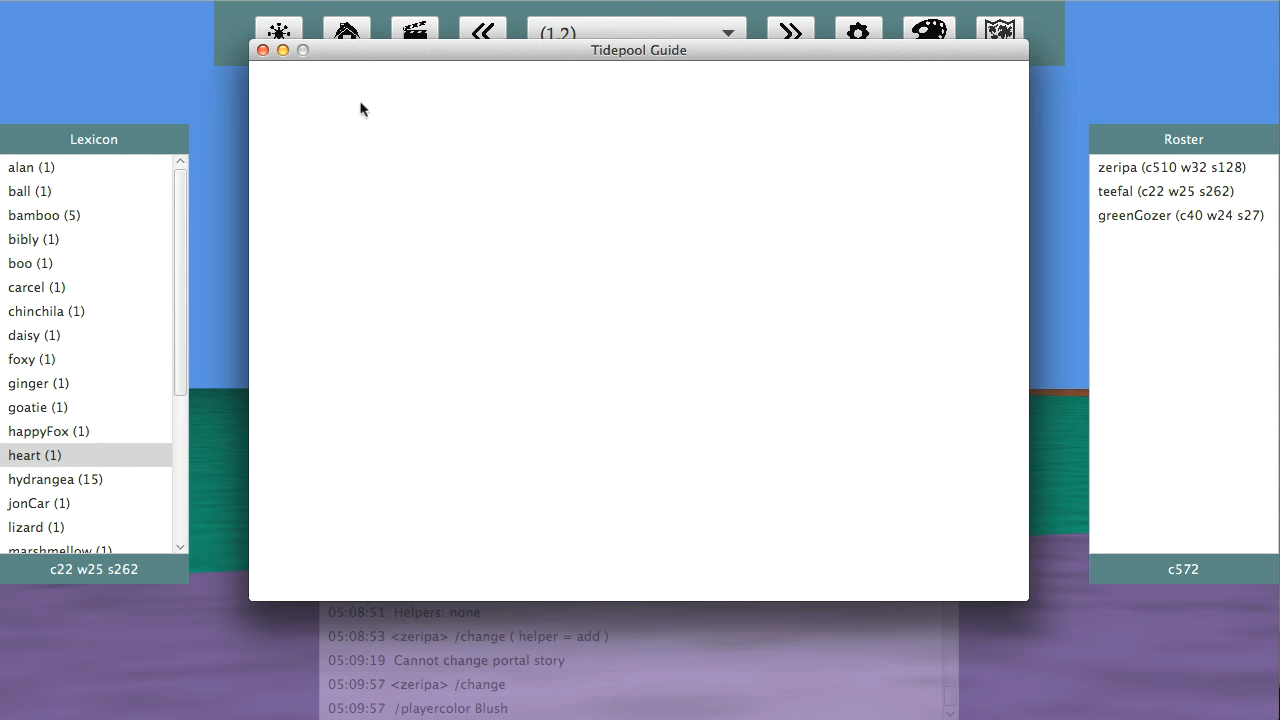 (1,2)
Tidepool Guide
Lexicon
alan (1)
ball (1)
bamboo (5)
bibly (1)
boo (1)
carcel (1)
chinchila (1)
daisy (1)
foxy (1)
ginger (1)
goatie (1)
happyFox (1)
heart (1)
hydrangea (15)
jonCar (1)
lizard (1)
marshmellow (1)
c22 w25 s262
Roster
zeripa (c510 w32 s128)
teefal (c22 w25 s262)
greenGozer (c40 w24 s27)
c572
05:08:51 Helpers: none
05:08:53 <zeripa> /change ( helper = add )
05:09:19 Cannot change portal story
05:09:57 <zeripa> /change
05:09:57 /playercolor Blush